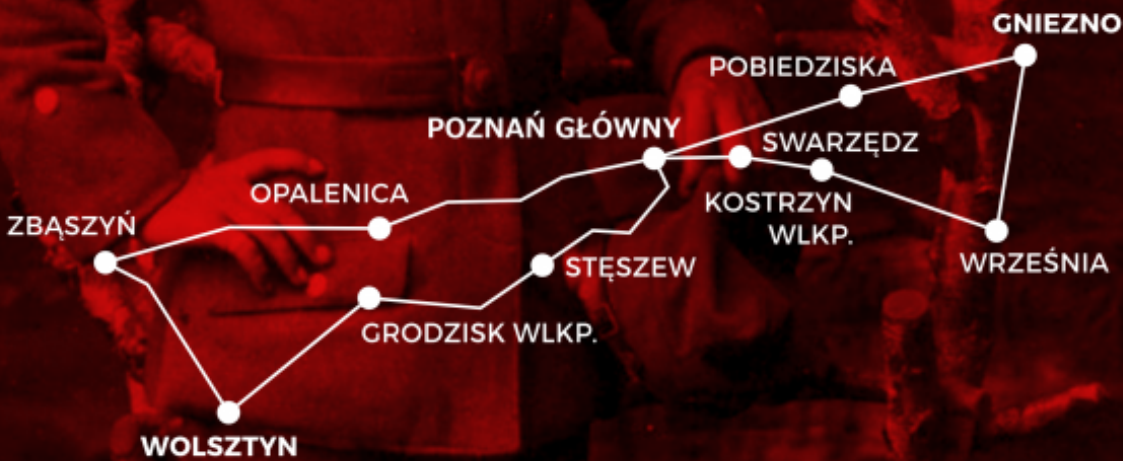 GNIEZNO
POBIEDZISKA
POZNAŃ GŁÓWNY
SWARZĘDZ
OPALENICA
KOSTRZYN
WLKP.
ZBĄSZYŃ
WRZEŚNIA
STĘSZEW
GRODZISK WLKP.
WOLSZTYN